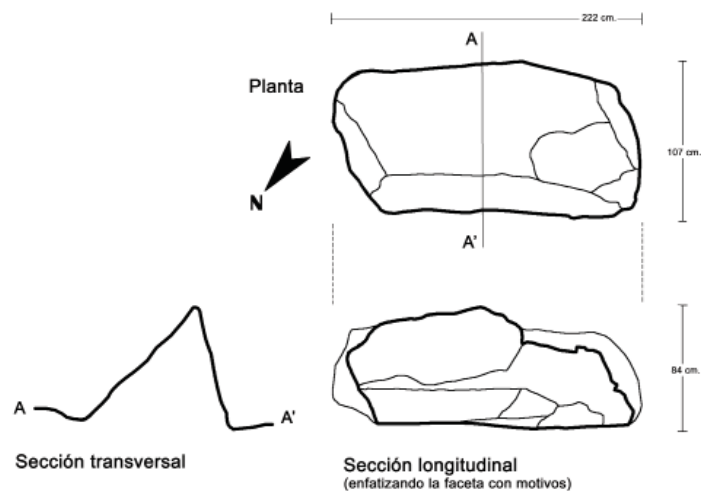 222 cm.
A
Planta
107 cm.
N
A'
84 cm.
A
A'
Sección transversal
Sección longitudinal
(enfatizando la faceta con motivos)